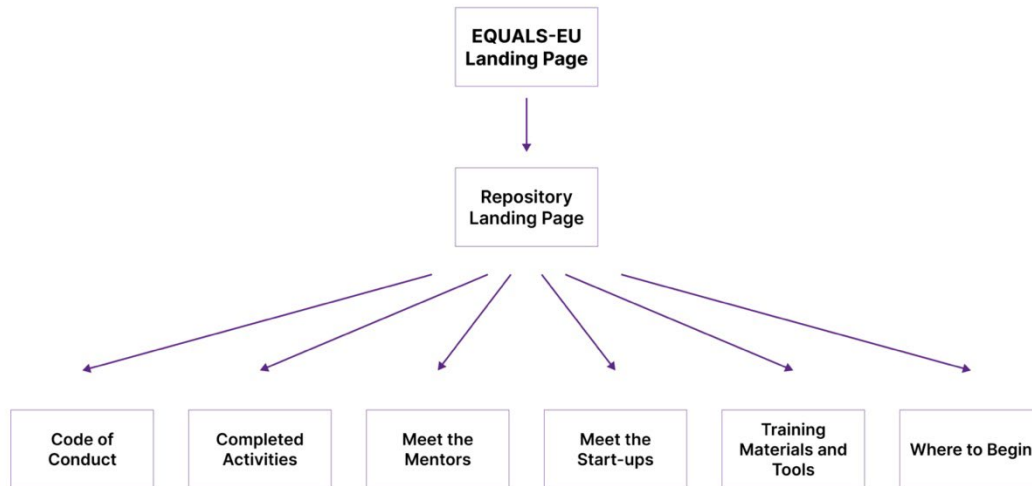 EQUALS-EU
Landing Page
Repository
Landing Page
Code of
Conduct
Completed
Activities
Meet the
Mentors
Meet the
Start-ups
Training
Materials and
Tools
Where to Begin